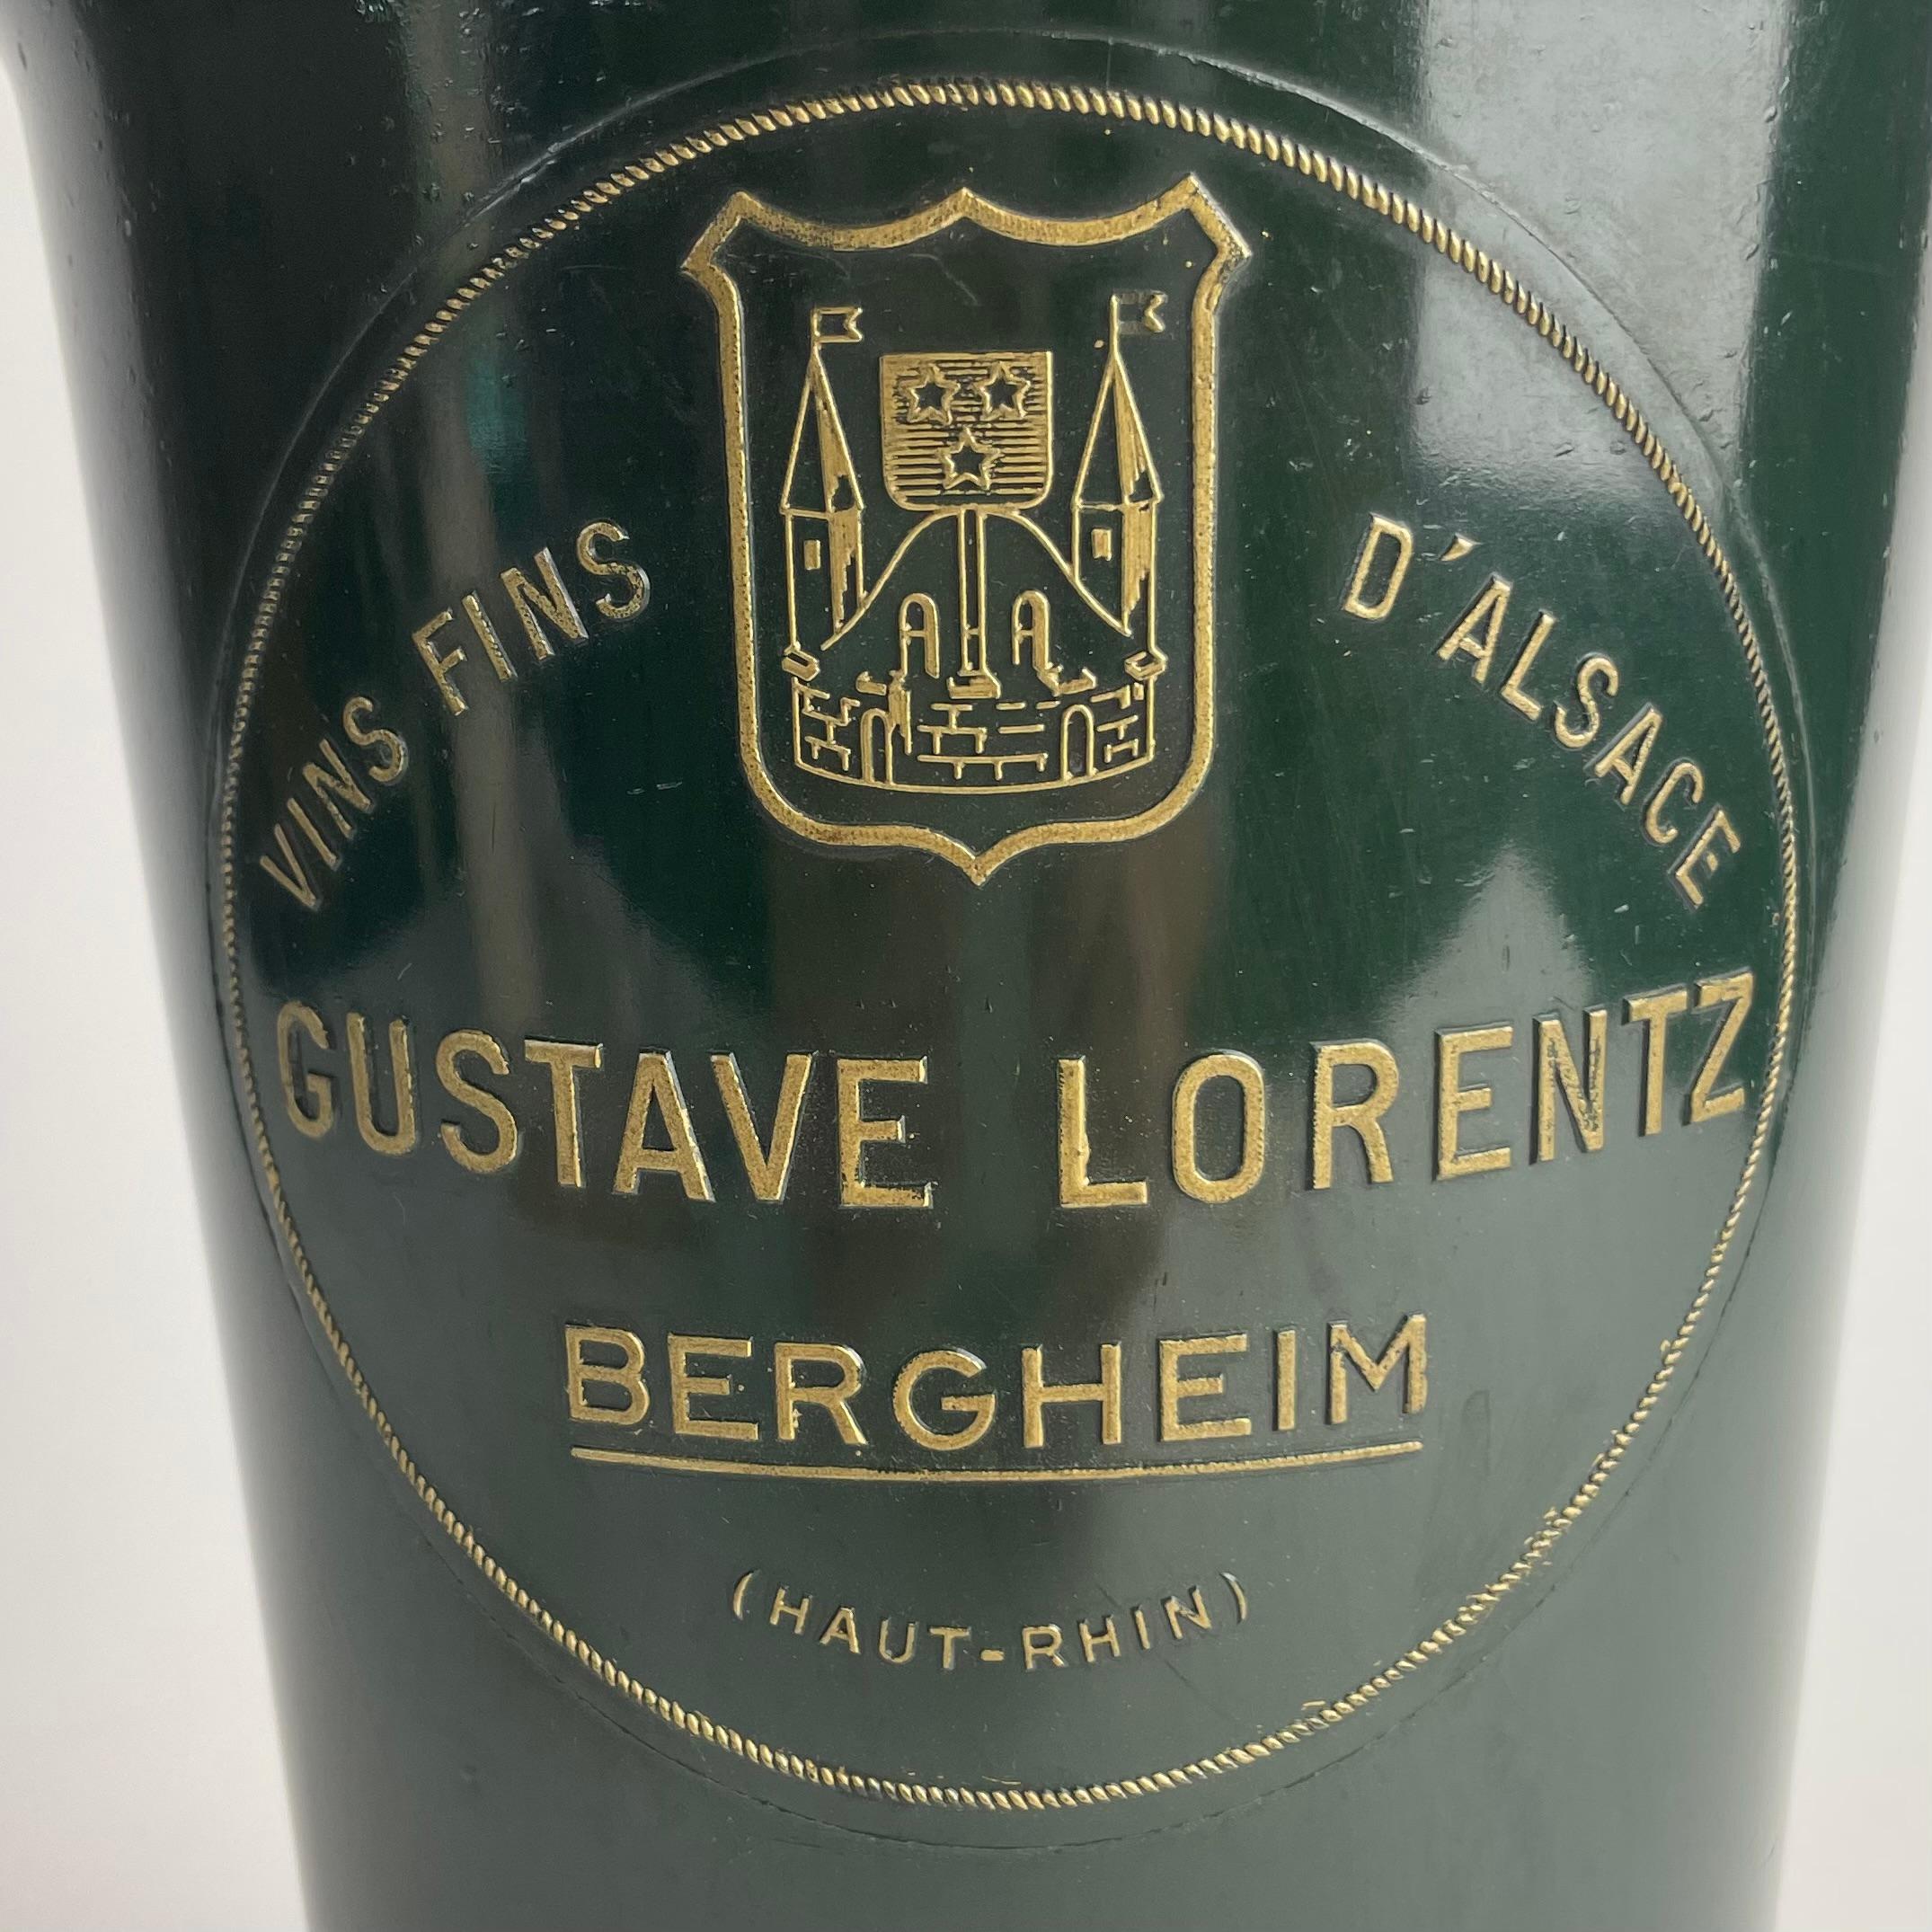 VINS FINS D'ALSACE
GUSTAVE LORENTZ
BERGHEIM
(HAUT-RHIN)